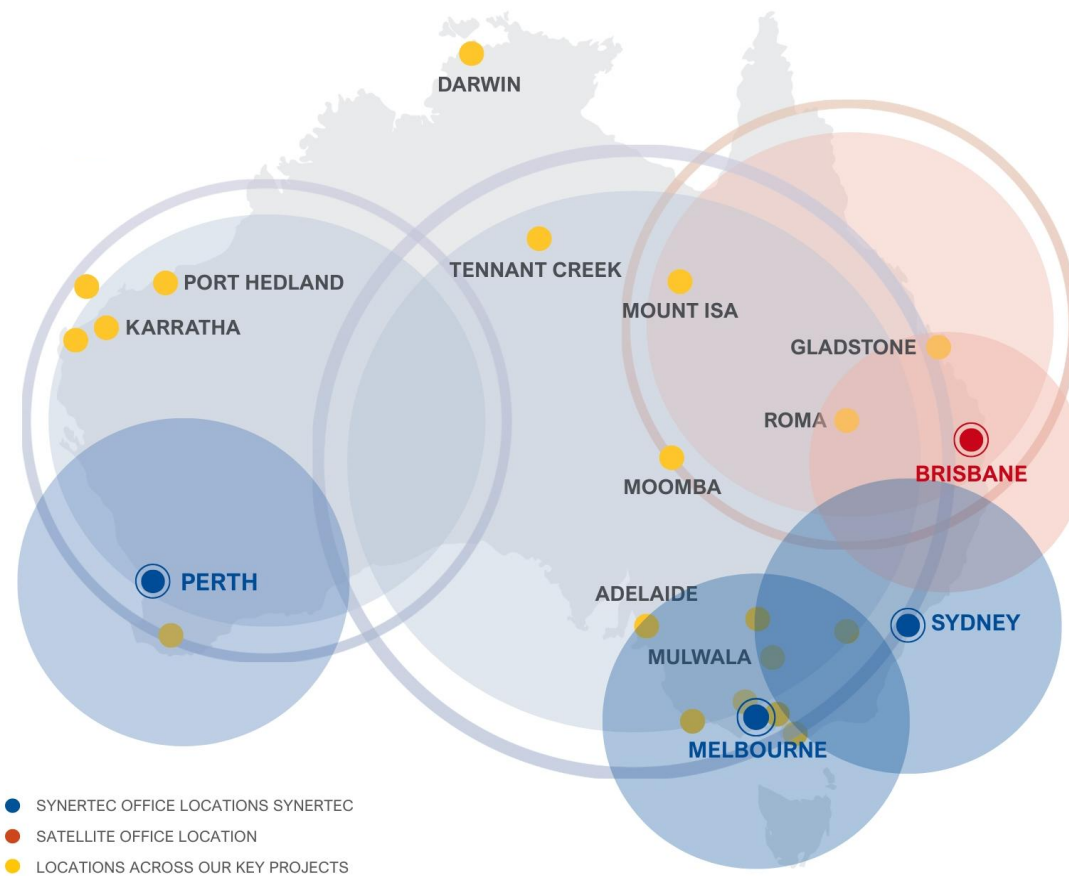 DARWIN
TENNANT CREEK
PORT HEDLAND
MOUNT ISA
KARRATHA
GLADSTONE
ROMA
BRISBANE
MOOMBA
PERTH
ADELAIDE
SYDNEY
MULWALA
MELBOURNE
SYNERTEC OFFICE LOCATIONS SYNERTEC
SATELLITE OFFICE LOCATION
LOCATIONS ACROSS OUR KEY PROJECTS